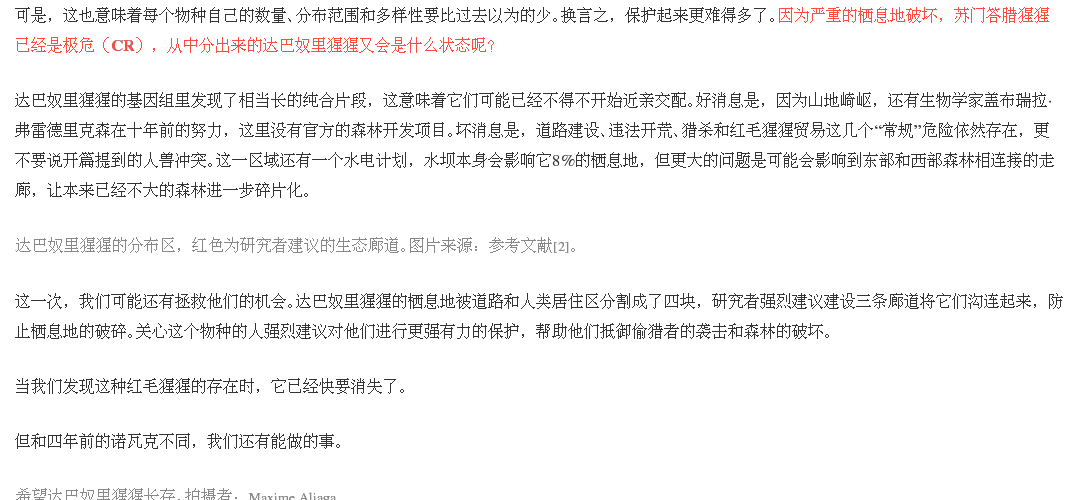 可是，这也意味着每个物种自己的数量、分布范围和多样性要比过去以为的少。换言之，保护起来更难得多了。因为严重的栖息地破坏，苏门答腊猩猩
已经是极危（CR），从中分出来的达巴奴里猩猩又会是什么状态呢?
达巴奴里猩猩的基因组里发现了相当长的纯合片段，这意味着它们可能已经不得不开始近亲交配。好消息是，因为山地崎岖，还有生物学家盖布瑞拉·
弗雷德里克森在十年前的努力，这里没有官方的森林开发项目。坏消息是，道路建设、违法开荒、猎杀和红毛猩猩贸易这几个“常规”危险依然存在，更
不要说开篇提到的人兽冲突。这一区域还有一个水电计划，水坝本身会影响它8%的栖息地，但更大的问题是可能会影响到东部和西部森林相连接的走
廊，让本来已经不大的森林进一步碎片化。
达巴奴里猩猩的分布区，红色为研究者建议的生态廊道。图片来源：参考文献[2]。
这一次，我们可能还有拯救他们的机会。达巴奴里猩猩的栖息地被道路和人类居住区分割成了四块，研究者强烈建议建设三条廊道将它们沟连起来，防
止栖息地的破碎。关心这个物种的人强烈建议对他们进行更强有力的保护，帮助他们抵御偷猎者的袭击和森林的破坏。
当我们发现这种红毛猩猩的存在时，它已经快要消失了。
但和四年前的诺瓦克不同，我们还有能做的事。
希望达巴奴里猩猩长存。拍摄者：Maxime Aliaga